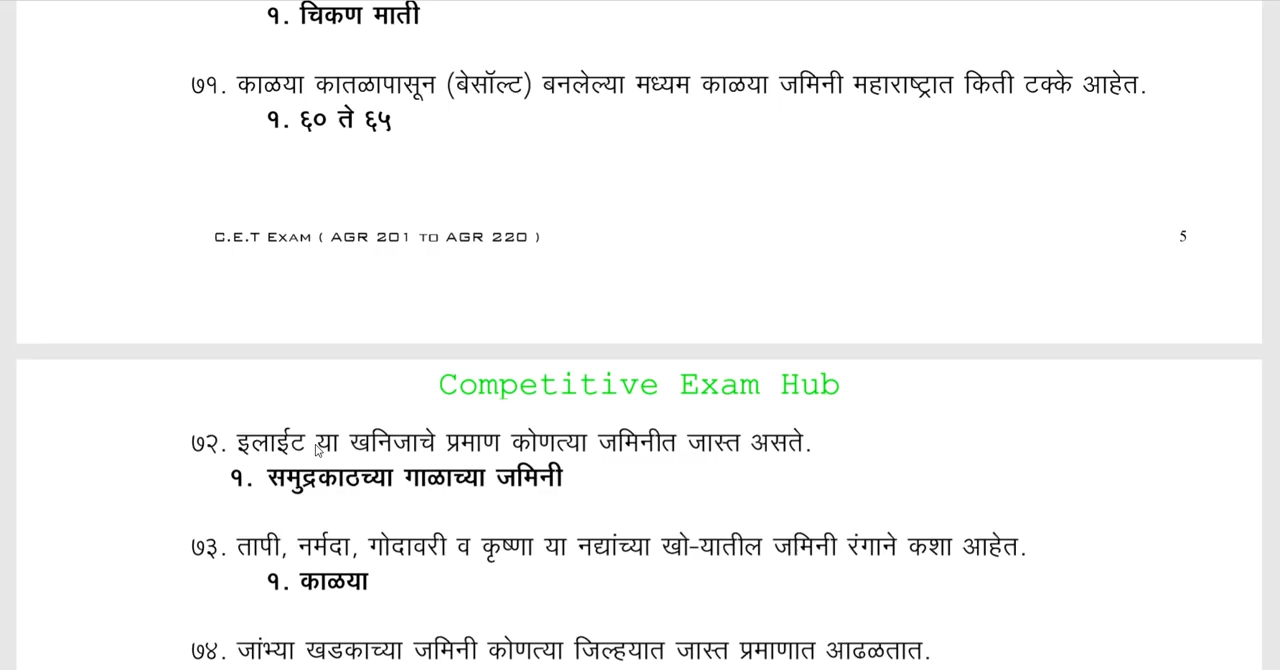 १. चिकण माती
७१. काळया कातळापासून (बेसॉल्ट) बनलेल्या मध्यम काळया जमिनी महाराष्ट्रात किती टक्के आहेत.
१. ६० ते ६५
C.E.T Exam ( AGR 201 to AGR 220 )
5
Competitive Exam Hub
७२. इलाईट या खनिजाचे प्रमाण कोणत्या जमिनीत जास्त असते.
१. समुद्रकाठच्या गाळाच्या जमिनी
७३. तापी, नर्मदा, गोदावरी व कृष्णा या नद्यांच्या खो-यातील जमिनी रंगाने कशा आहेत.
१. काळया
७४. जांभ्या खडकाच्या जमिनी कोणत्या जिल्हयात जास्त प्रमाणात आढळतात.